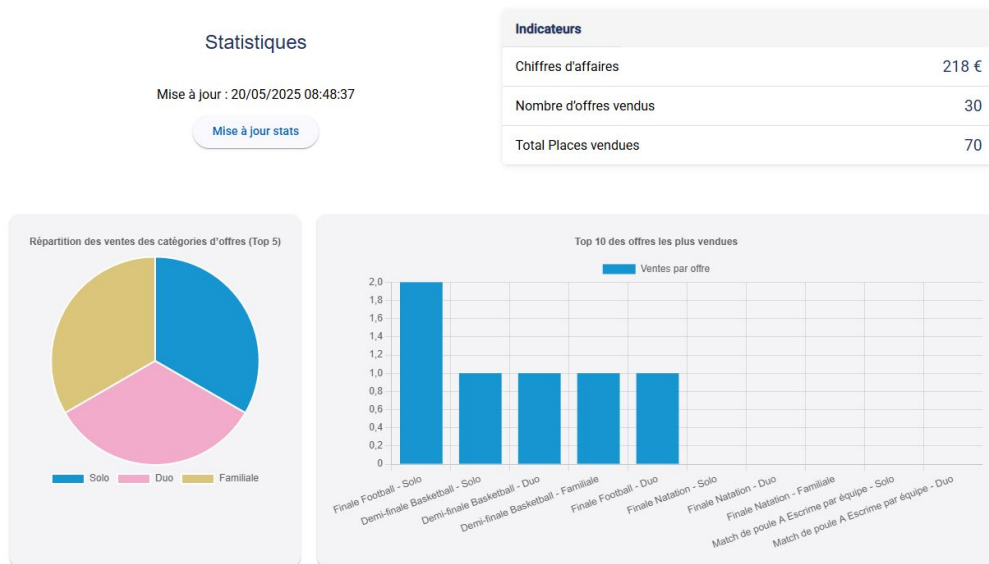 Statistiques
Mise à jour : 20/05/2025 08:48:37
Mise à jour stats
Indicateurs
Chiffres d'affaires 218 €
Nombre d'offres vendus 30
Total Places vendues 70
Répartition des ventes des catégories d'offres (Top 5)
Solo Duo Familiale
Top 10 des offres les plus vendues
Ventes par offre
2,0
1,8
1,6
1,4
1,2
1,0
0,8
0,6
0,4
0,2
0
Finale Football - Solo
Demi-finale Basketball - Solo
Demi-finale Basketball - Duo
Demi-finale Basketball - Familiale
Finale Football - Duo
Finale Natation - Solo
Finale Natation - Duo
Finale Natation - Familiale
Match de poule A Escrime par équipe - Solo
Match de poule A Escrime par équipe - Duo